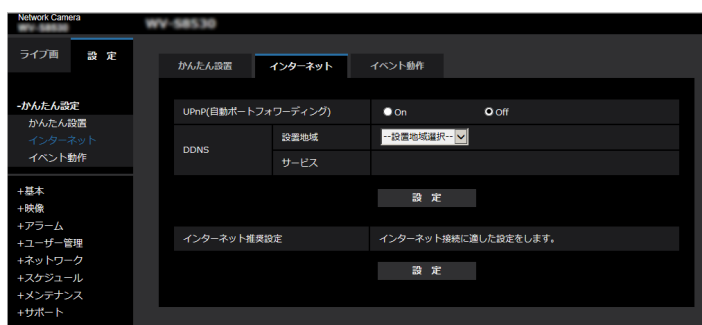 Network Camera
WV-S8530
WV-S8530
ライブ画
設 定
かんたん設置
インターネット
イベント動作
-かんたん設定
かんたん設置
インターネット
イベント動作
+基本
+映像
+アラーム
+ユーザー管理
+ネットワーク
+スケジュール
+メンテナンス
+サポート
UPnP(自動ポートフォワーディング)
On
Off
DDNS
設置地域
--設置地域選択--
サービス
設 定
インターネット推奨設定
インターネット接続に適した設定をします。
設 定